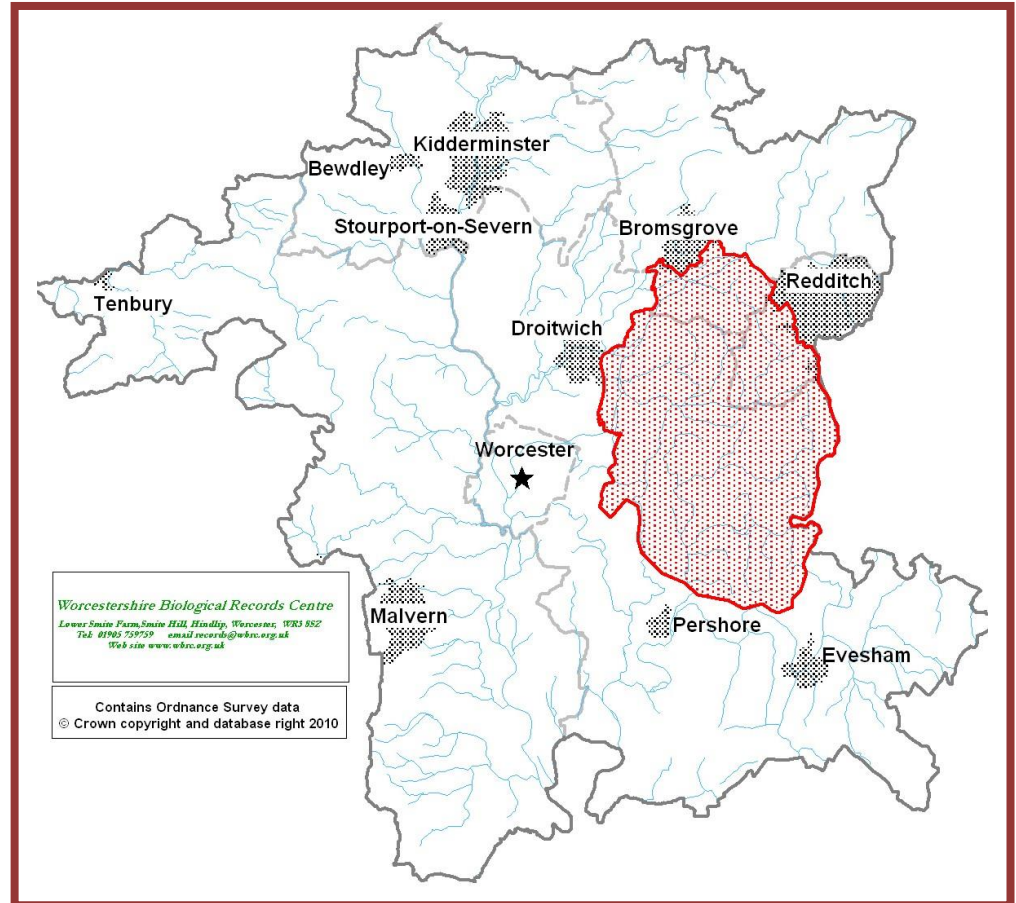 Kidderminster
Bewdley
Stourport-on-Severn
Bromsgrove
Redditch
Tenbury
Droitwich
Worcester
Worcestershire Biological Records Centre
Lower Smite Farm,Smite Hill, Hindlip, Worcester, WR3 8SZ
Tel: 01905 759759 email records@wbrc.org.uk
Web site www.wbrc.org.uk
Malvern
Pershore
Evesham
Contains Ordnance Survey data
© Crown copyright and database right 2010